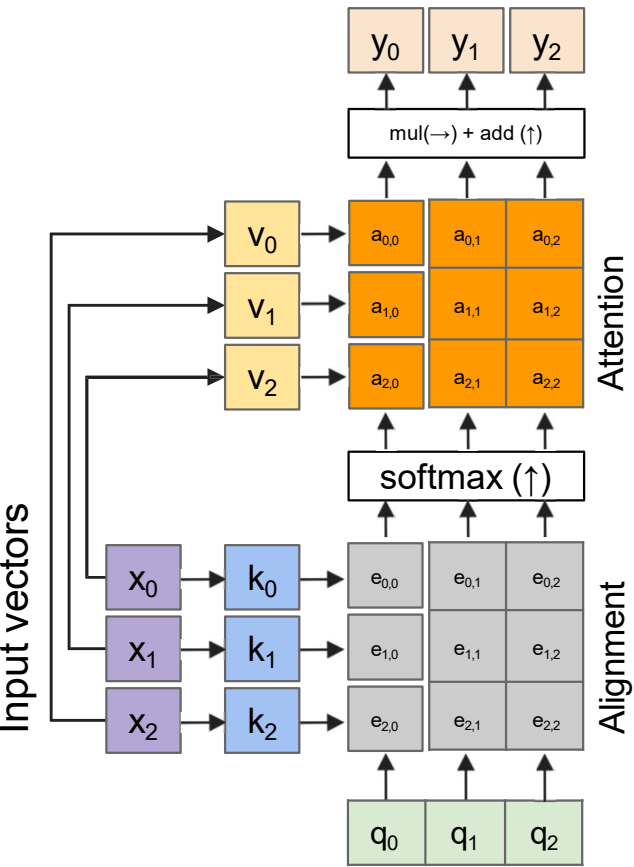 y0 y1 y2
mul(→) + add (↑)
v0 a0,0 a0,1 a0,2
v1 a1,0 a1,1 a1,2
v2 a2,0 a2,1 a2,2
Attention
softmax (↑)
Input vectors
x0 k0 e0,0 e0,1 e0,2
x1 k1 e1,0 e1,1 e1,2
x2 k2 e2,0 e2,1 e2,2
Alignment
q0 q1 q2